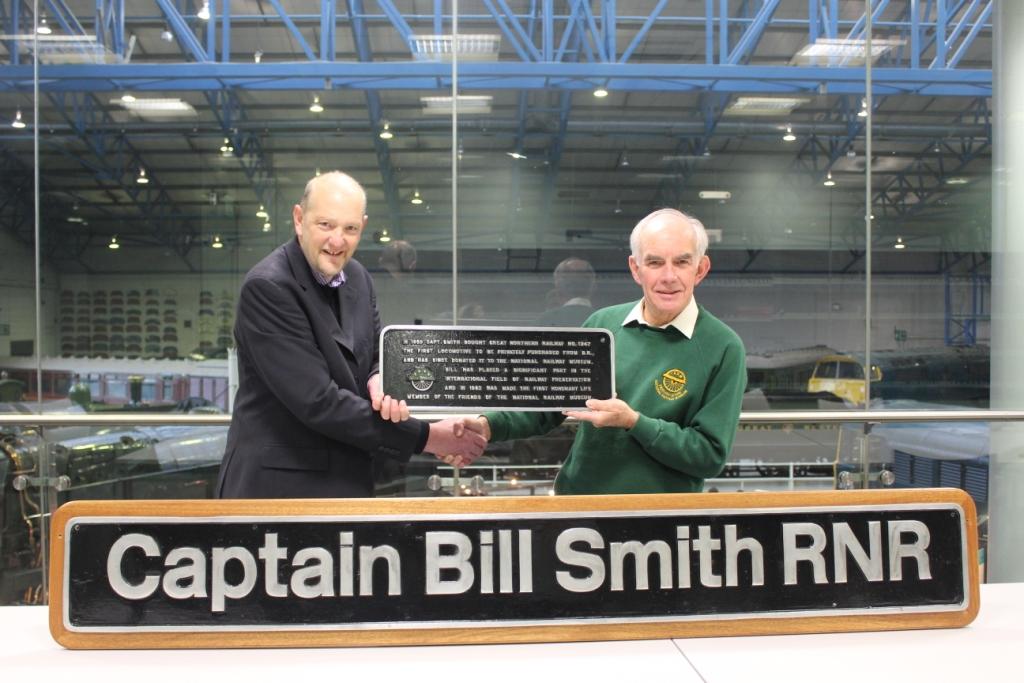 IN 1959 CAPT. SMITH BOUGHT GREAT NORTHERN RAILWAY NO. 1247
THE FIRST LOCOMOTIVE TO BE PRIVATELY PURCHASED FROM B.R.,
AND HAS SINCE DONATED IT TO THE NATIONAL RAILWAY MUSEUM.
BILL HAS PLAYED A SIGNIFICANT PART IN THE
INTERNATIONAL FIELD OF RAILWAY PRESERVATION
AND IN 1982 WAS MADE THE FIRST HONORARY LIFE
MEMBER OF THE FRIENDS OF THE NATIONAL RAILWAY MUSEUM
Captain Bill Smith RNR